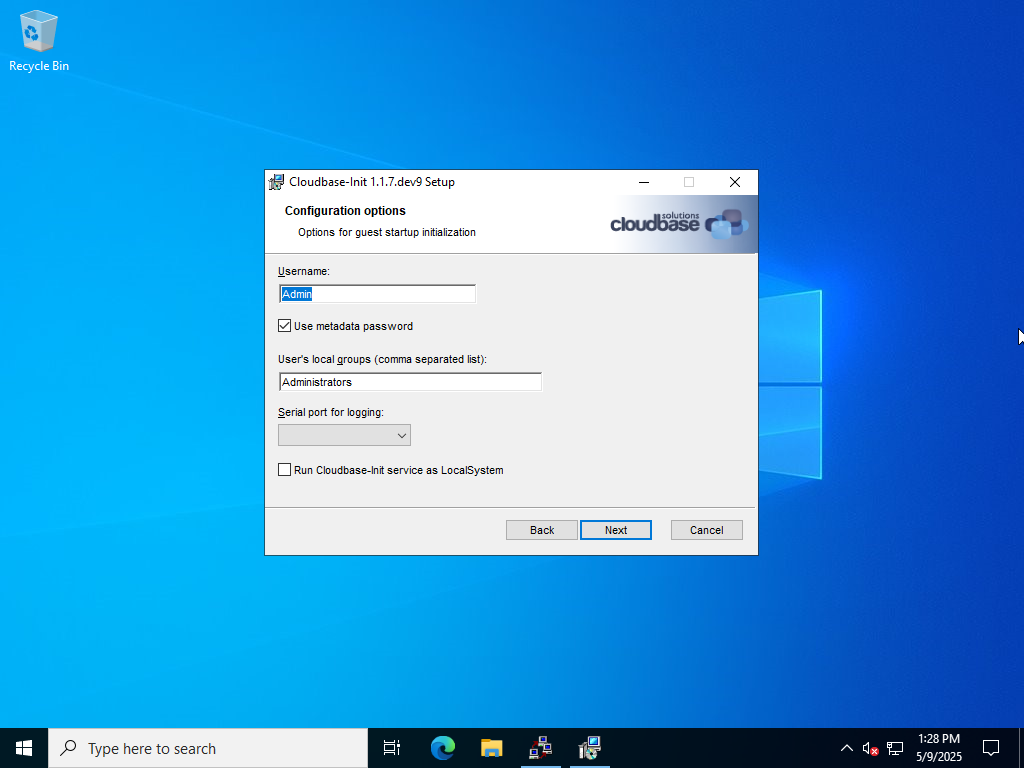 Recycle Bin
Cloudbase-Init 1.1.7.dev9 Setup
Configuration options
Options for guest startup initialization
solutions
cloudbase
Username:
Admin
Use metadata password
User's local groups (comma separated list):
Administrators
Serial port for logging:
Run Cloudbase-Init service as LocalSystem
Back
Next
Cancel
Type here to search
1:28 PM
5/9/2025